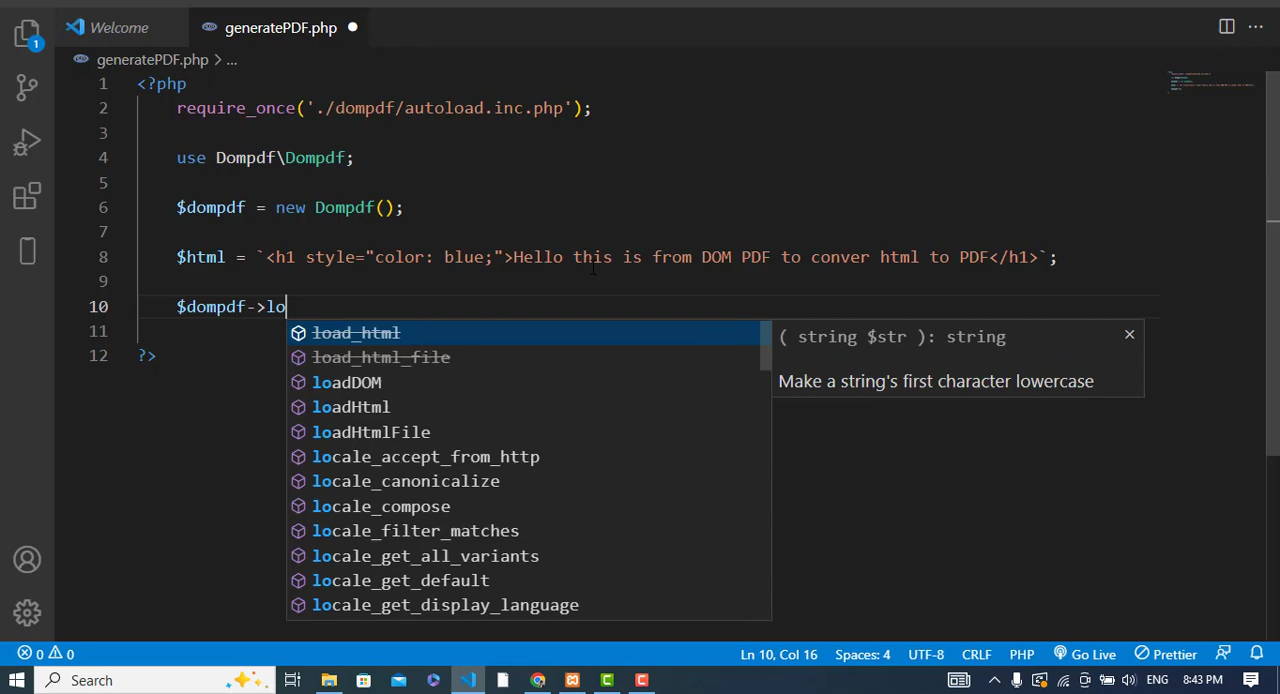 Welcome
generatePDF.php
generatePDF.php > ...
1
1 <?php
2 require_once('./dompdf/autoload.inc.php');
3
4 use Dompdf\Dompdf;
5
6 $dompdf = new Dompdf();
7
8 $html = `<h1 style="color: blue;">Hello this is from DOM PDF to conver html to PDF</h1>`;
9
10 $dompdf->lo
11
12 ?>
load_html
load_html_file
loadDOM
loadHtml
loadHtmlFile
locale_accept_from_http
locale_canonicalize
locale_compose
locale_filter_matches
locale_get_all_variants
locale_get_default
locale_get_display_language
( string $str ): string
Make a string's first character lowercase
0 0
Ln 10, Col 16 Spaces: 4 UTF-8 CRLF PHP Go Live Prettier
Search
ENG 8:43 PM